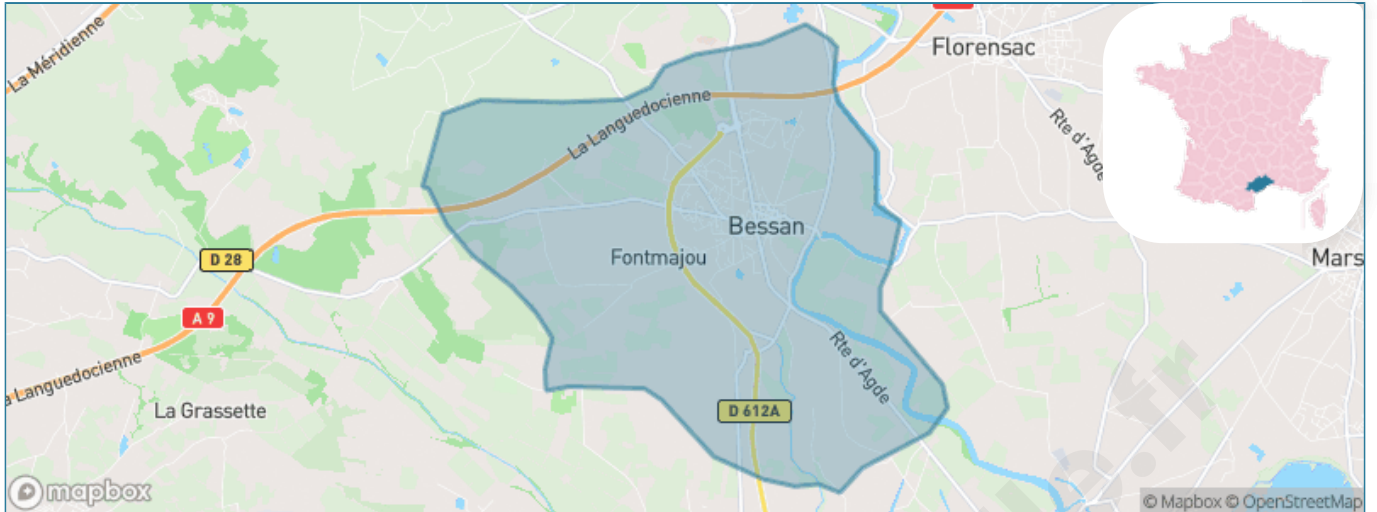 La Méridienne
Florensac
La Languedocienne
Rte d'Agde
Bessan
D 28
Fontmajou
Mars
A 9
La Languedocienne
Rte d'Agde
La Grassette
D 612A
mapbox
© Mapbox © OpenStreetMap